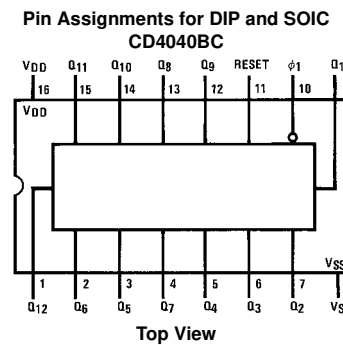 Pin Assignments for DIP and SOIC
CD4040BC
VDD Q11 Q10 Q8 Q9 RESET ϕ1 Q1
16 15 14 13 12 11 10
VDD
VSS
1 2 3 4 5 6 7
Q12 Q6 Q5 Q7 Q4 Q3 Q2 VS
Top View